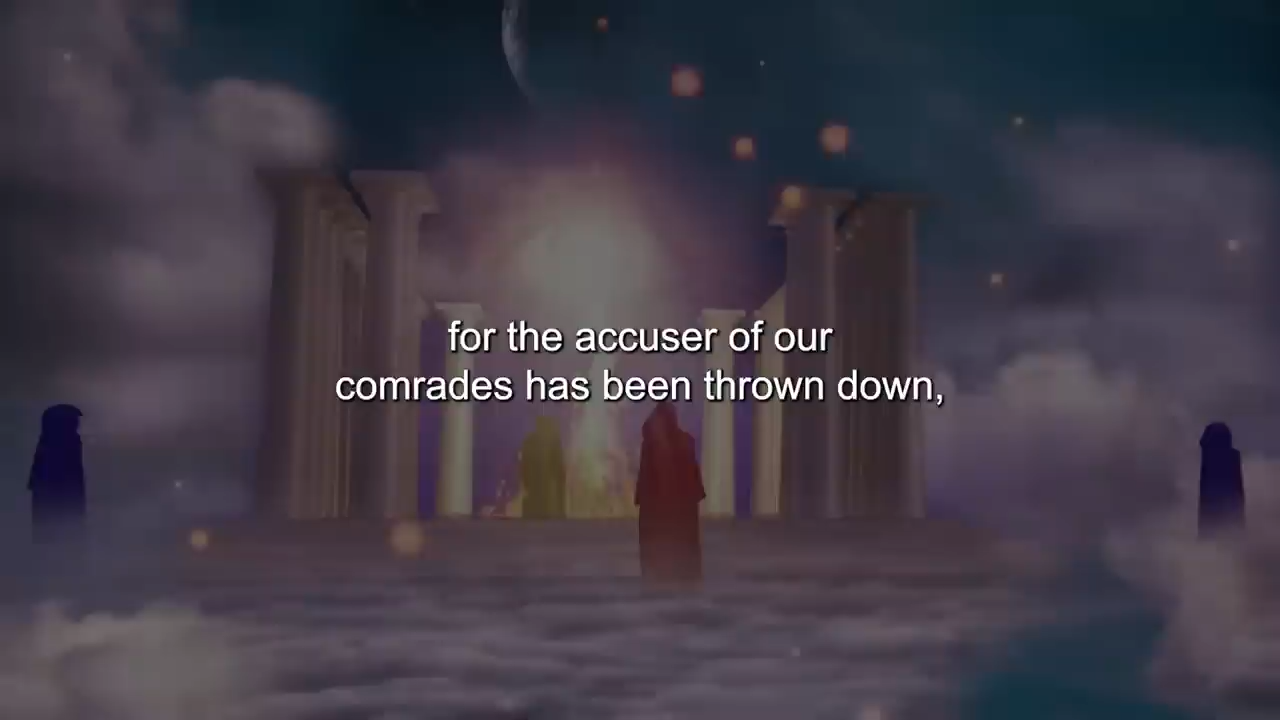 for the accuser of our
comrades has been thrown down,